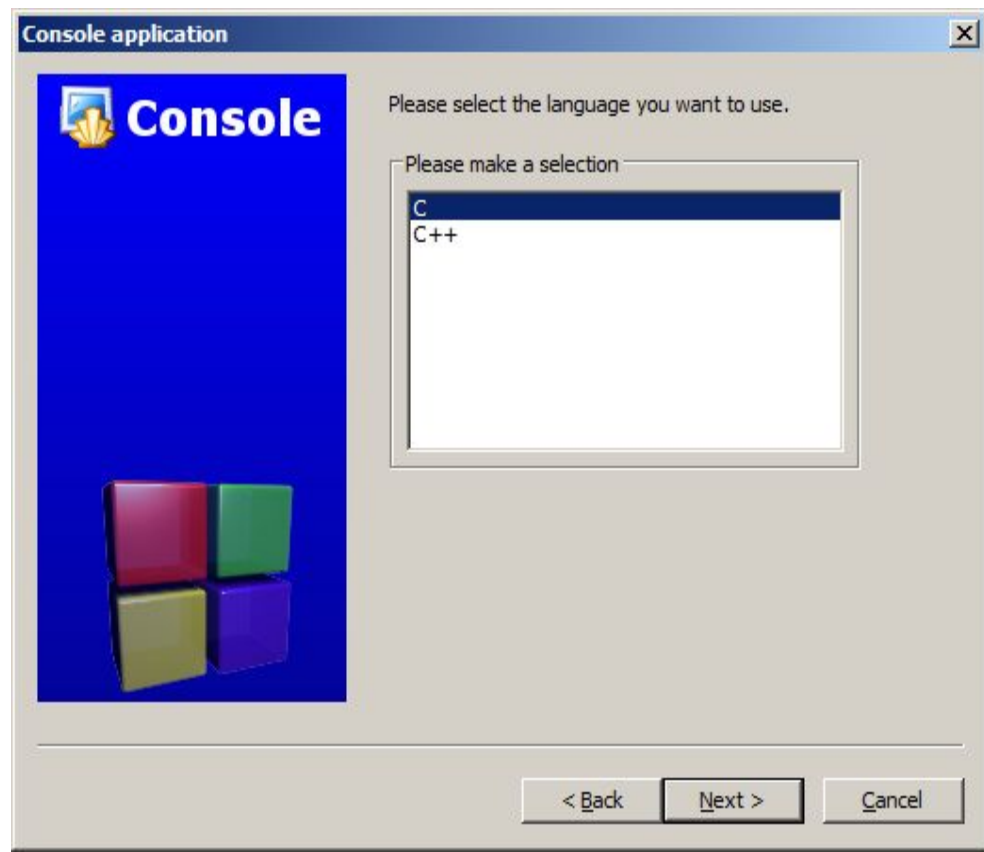 Console application
Console
Please select the language you want to use.
Please make a selection
C
C++
< Back
Next >
Cancel